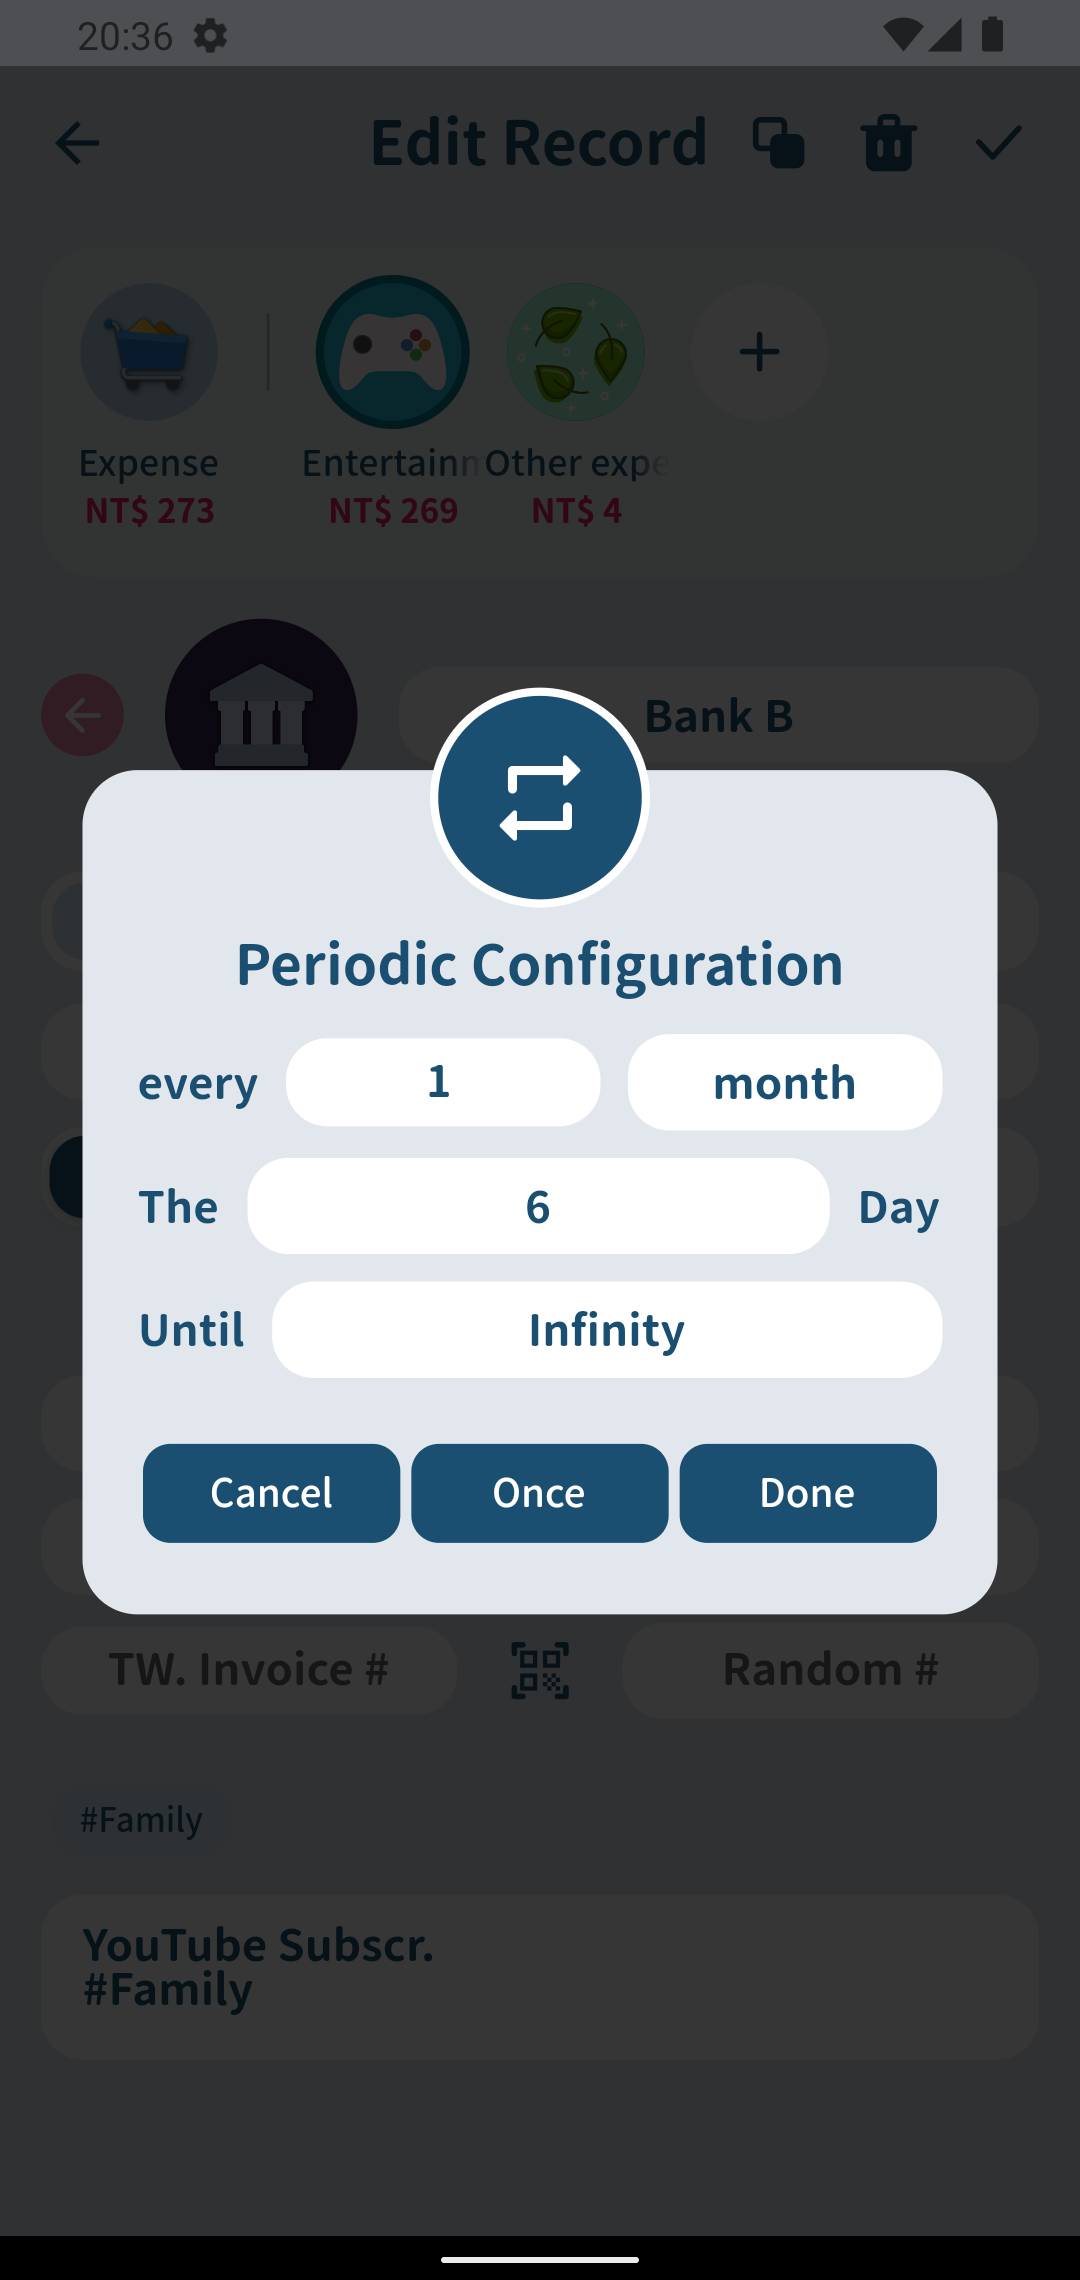 20:36
Edit Record
Expense
NT$ 273
Entertainm
NT$ 269
Other expe
NT$ 4
Bank B
Periodic Configuration
every 1 month
The 6 Day
Until Infinity
Cancel Once Done
TW. Invoice # Random #
#Family
YouTube Subscr.
#Family